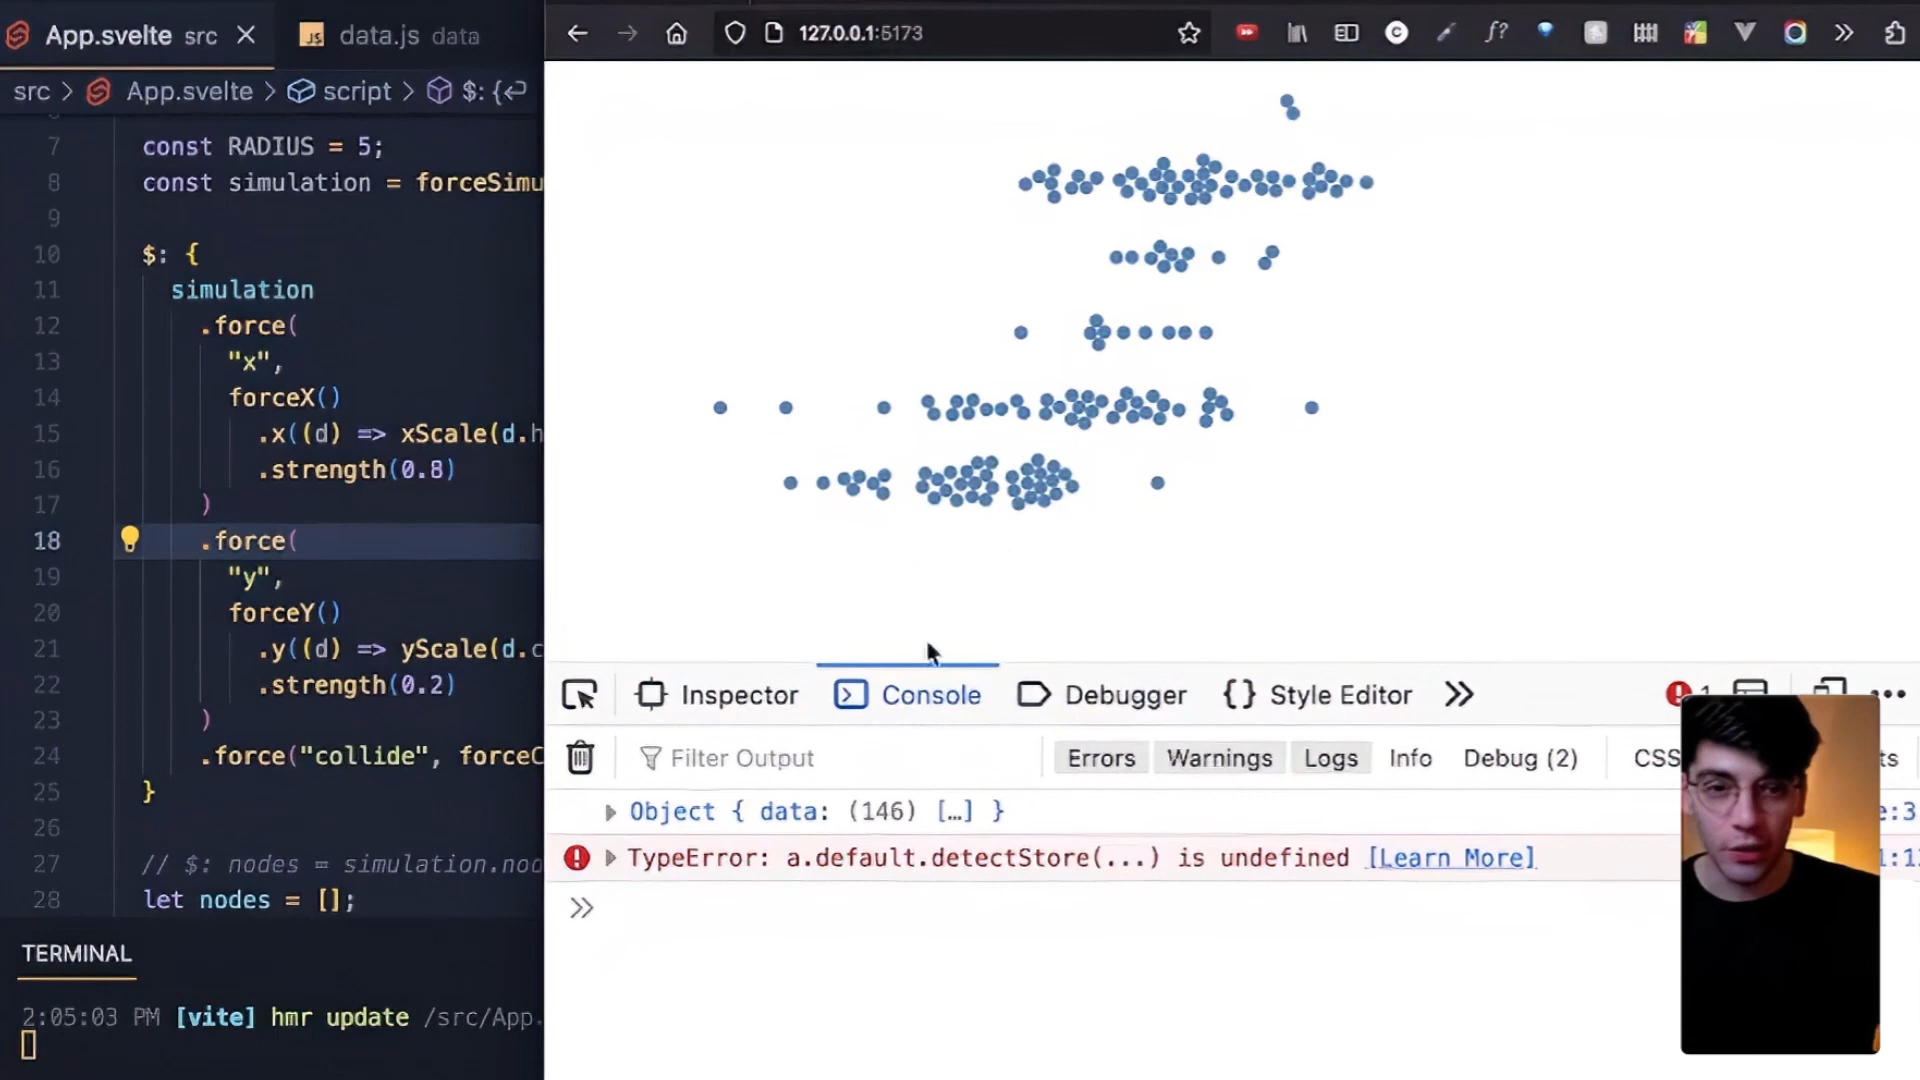 App.svelte src
JS data.js data
src > App.svelte > script > $: {
7 const RADIUS = 5;
8 const simulation = forceSimu
9
10 $: {
11 simulation
12 .force(
13 "x",
14 forceX()
15 .x((d) => xScale(d.h
16 .strength(0.8)
17 )
18 .force(
19 "y",
20 forceY()
21 .y((d) => yScale(d.c
22 .strength(0.2)
23 )
24 .force("collide", forceC
25 }
26
27 // $: nodes = simulation.nod
28 let nodes = [];
TERMINAL
2:05:03 PM [vite] hmr update /src/App.
127.0.0.1:5173
f?
Inspector
Console
Debugger
{} Style Editor
1
Filter Output
Errors
Warnings
Logs
Info
Debug (2)
CSS
ts
Object { data: (146) […] }
e:3
TypeError: a.default.detectStore(...) is undefined [Learn More]